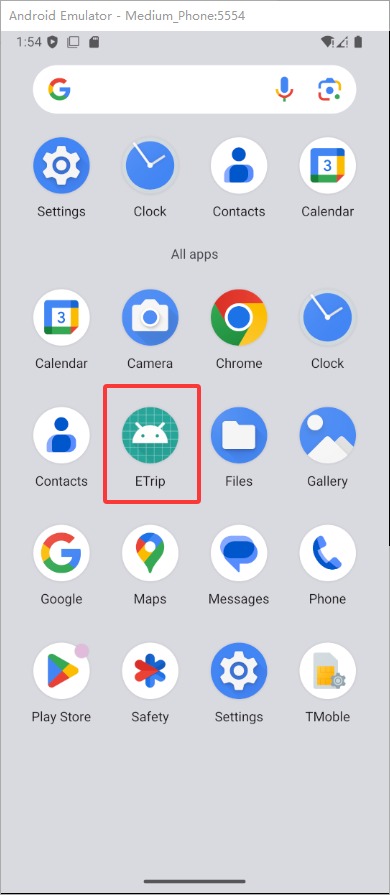 Android Emulator - Medium_Phone:5554
1:54
Settings Clock Contacts Calendar
All apps
Calendar Camera Chrome Clock
Contacts ETrip Files Gallery
Google Maps Messages Phone
Play Store Safety Settings TMoble